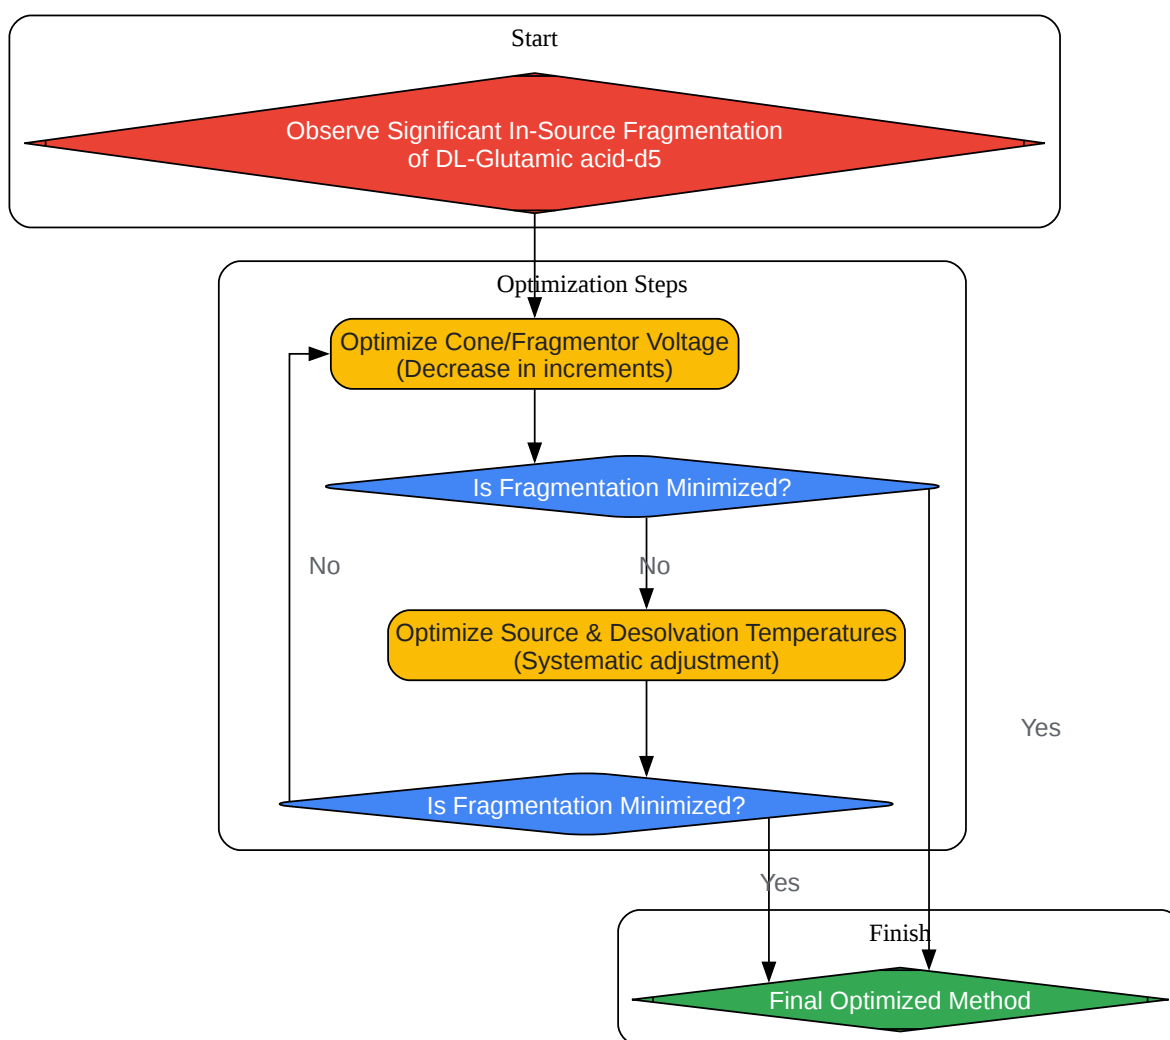 Start
Observe Significant In-Source Fragmentation
of DL-Glutamic acid-d5
Optimization Steps
Optimize Cone/Fragmentor Voltage
(Decrease in increments)
Is Fragmentation Minimized?
No
No
Optimize Source & Desolvation Temperatures
(Systematic adjustment)
Yes
Is Fragmentation Minimized?
Yes
Finish
Final Optimized Method